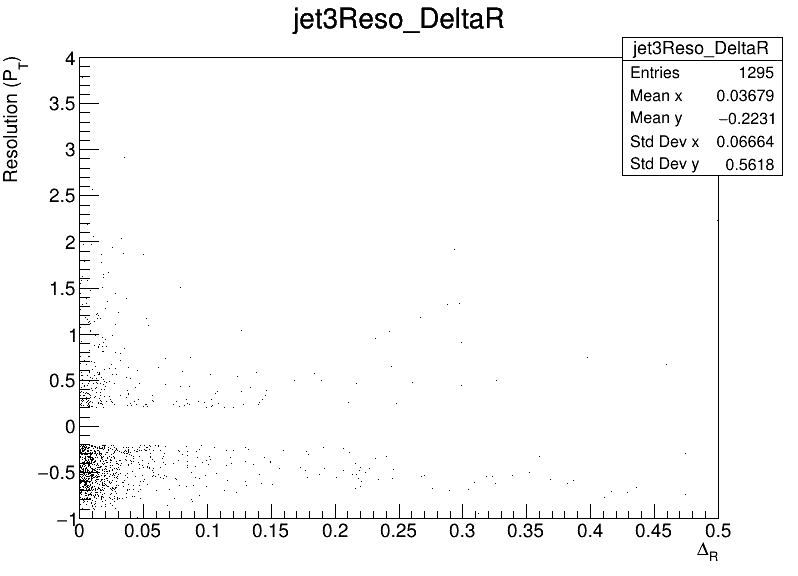 jet3Reso_DeltaR
jet3Reso_DeltaR
Entries 1295
Mean x 0.03679
Mean y −0.2231
Std Dev x 0.06664
Std Dev y 0.5618
Resolution (P_T)
4
3.5
3
2.5
2
1.5
1
0.5
0
−0.5
−1
0 0.05 0.1 0.15 0.2 0.25 0.3 0.35 0.4 0.45 0.5
Δ_R